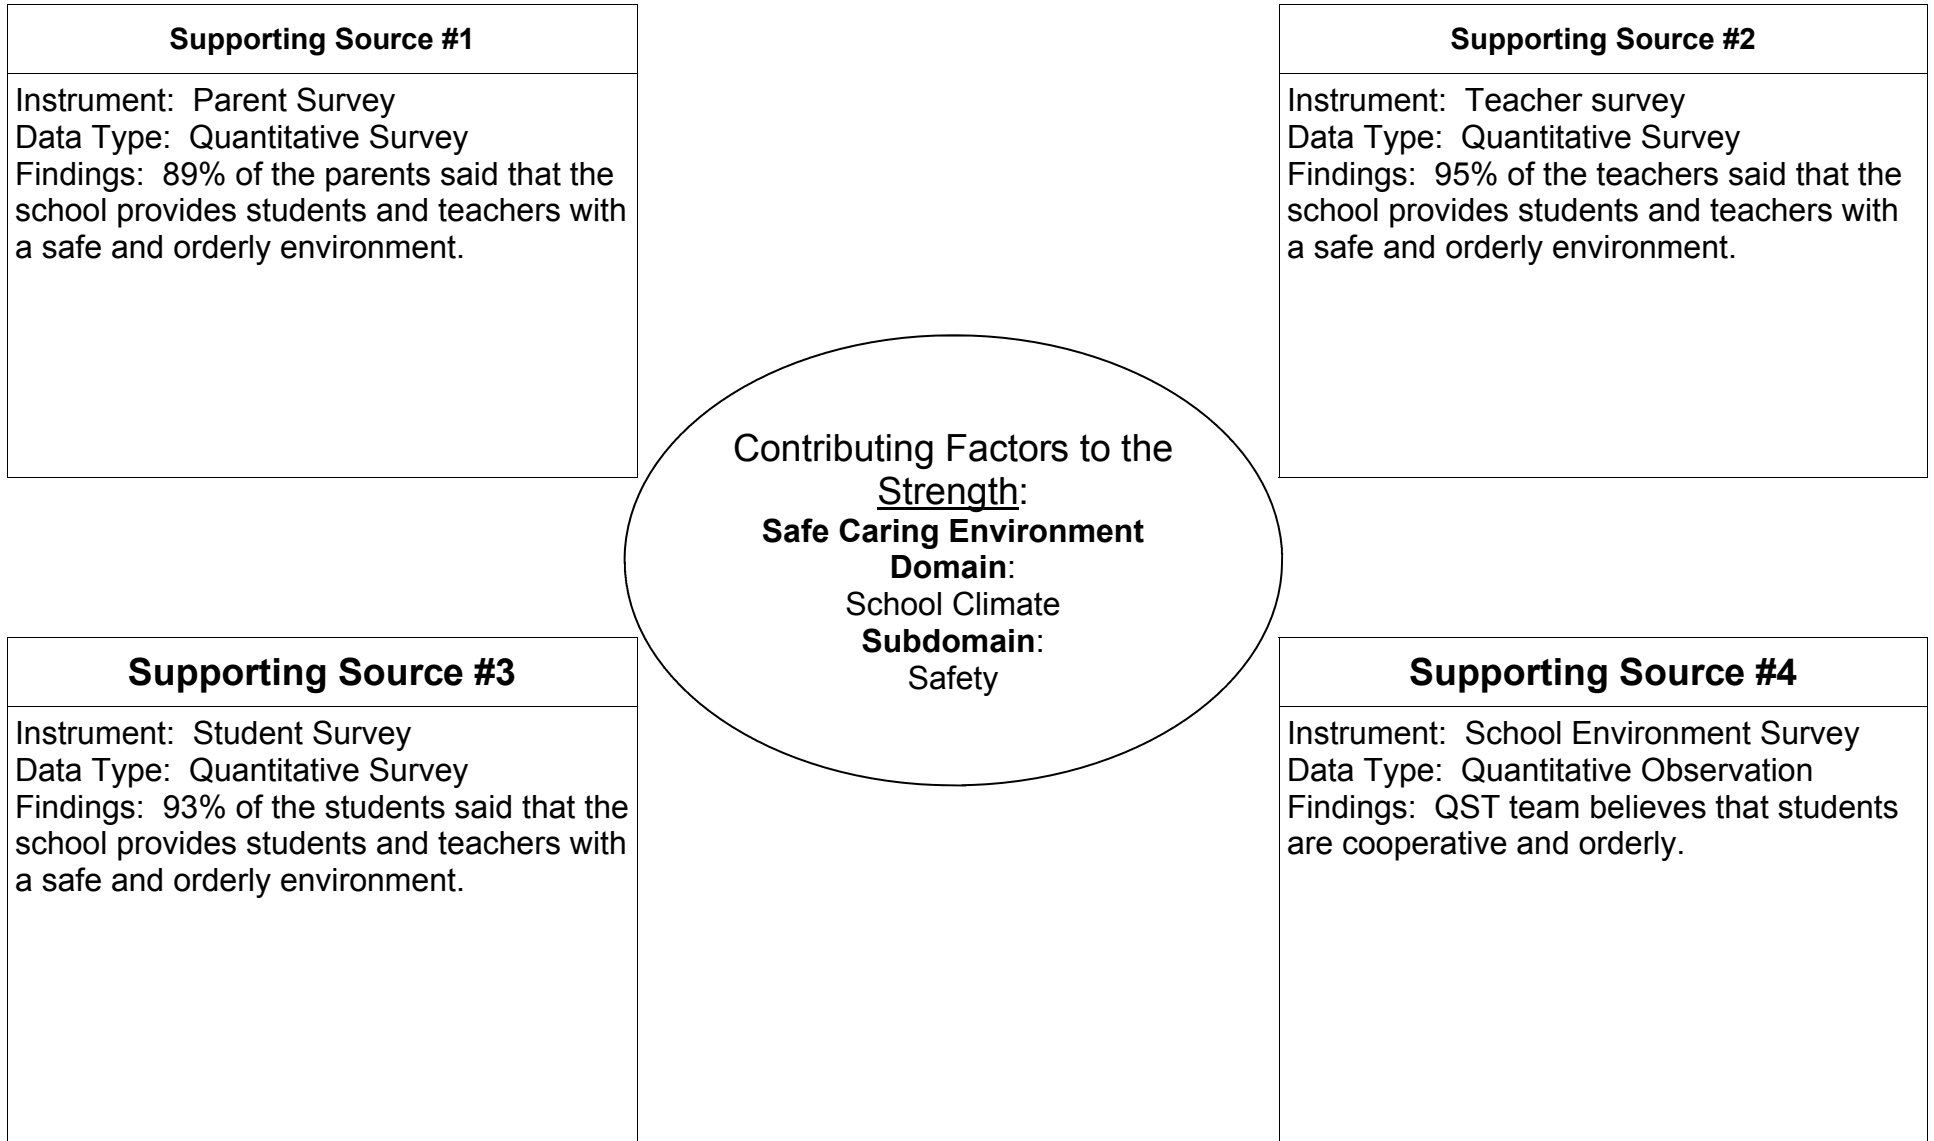 Supporting Source #1
Instrument:  Parent Survey
Data Type:  Quantitative Survey
Findings:  89% of the parents said that the
school provides students and teachers with
a safe and orderly environment.
Supporting Source #2
Instrument:  Teacher survey
Data Type:  Quantitative Survey
Findings:  95% of the teachers said that the
school provides students and teachers with
a safe and orderly environment.
Contributing Factors to the
Strength:
Safe Caring Environment
Domain:
School Climate
Subdomain:
Safety
Supporting Source #3
Instrument:  Student Survey
Data Type:  Quantitative Survey
Findings:  93% of the students said that the
school provides students and teachers with
a safe and orderly environment.
Supporting Source #4
Instrument:  School Environment Survey
Data Type:  Quantitative Observation
Findings:  QST team believes that students
are cooperative and orderly.